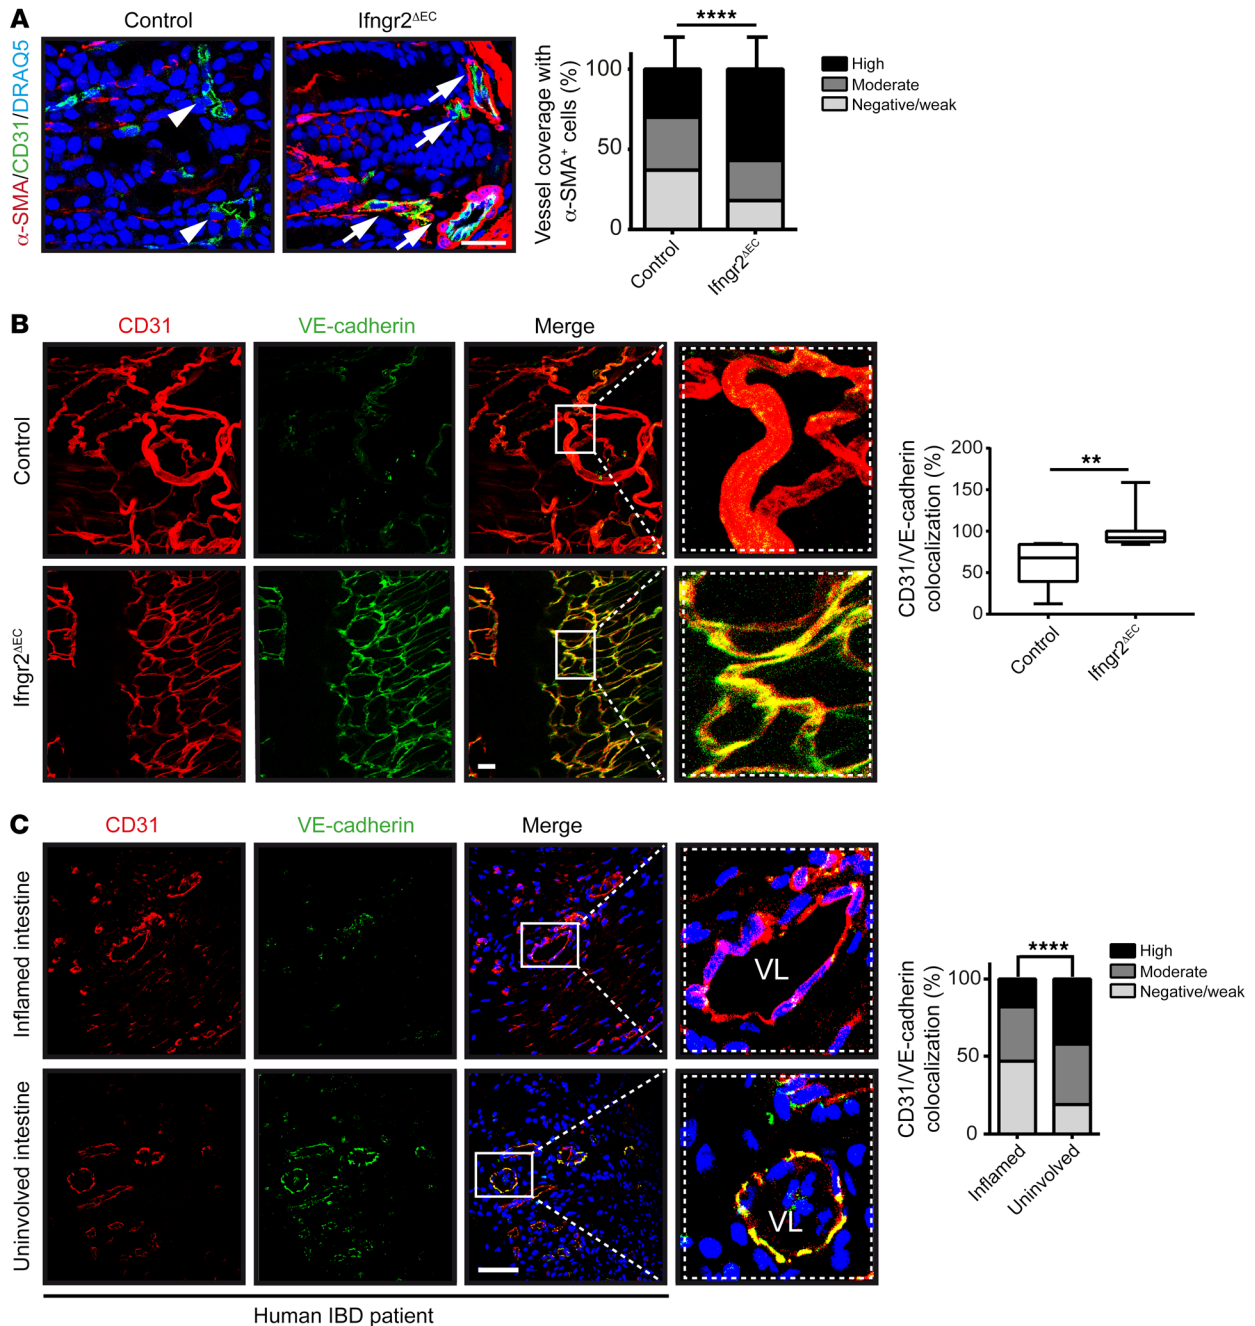 A
Control
Ifngr2ΔEC
α-SMA/CD31/DRAQ5
Vessel coverage with
α-SMA+ cells (%)
100
50
0
****
High
Moderate
Negative/weak
Control
Ifngr2ΔEC
B
CD31
VE-cadherin
Merge
Control
Ifngr2ΔEC
CD31/VE-cadherin
colocalization (%)
200
150
100
50
0
**
Control
Ifngr2ΔEC
C
CD31
VE-cadherin
Merge
Inflamed intestine
VL
Uninvolved intestine
VL
Human IBD patient
CD31/VE-cadherin
colocalization (%)
100
50
0
****
High
Moderate
Negative/weak
Inflamed
Uninvolved